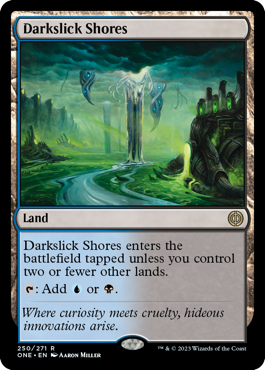 Darkslick Shores
Land
Darkslick Shores enters the
battlefield tapped unless you control
two or fewer other lands.
: Add or .
Where curiosity meets cruelty, hideous
innovations arise.
250/271 R
ONE • EN AARON MILLER
™ & © 2023 Wizards of the Coast